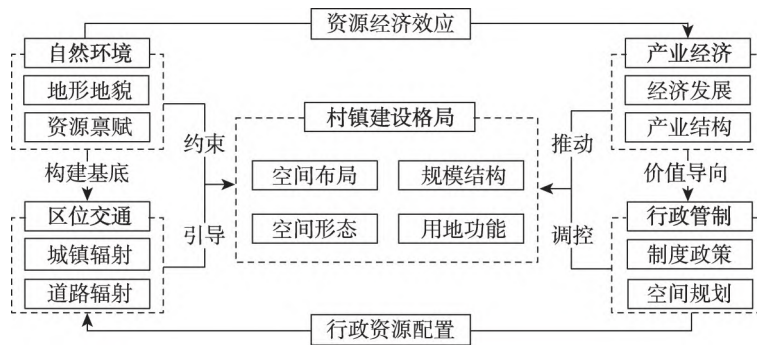 资源经济效应
自然环境
地形地貌
资源禀赋
构建基底
区位交通
城镇辐射
道路辐射
约束
引导
村镇建设格局
空间布局
规模结构
空间形态
用地功能
推动
调控
产业经济
经济发展
产业结构
价值导向
行政管制
制度政策
空间规划
行政资源配置